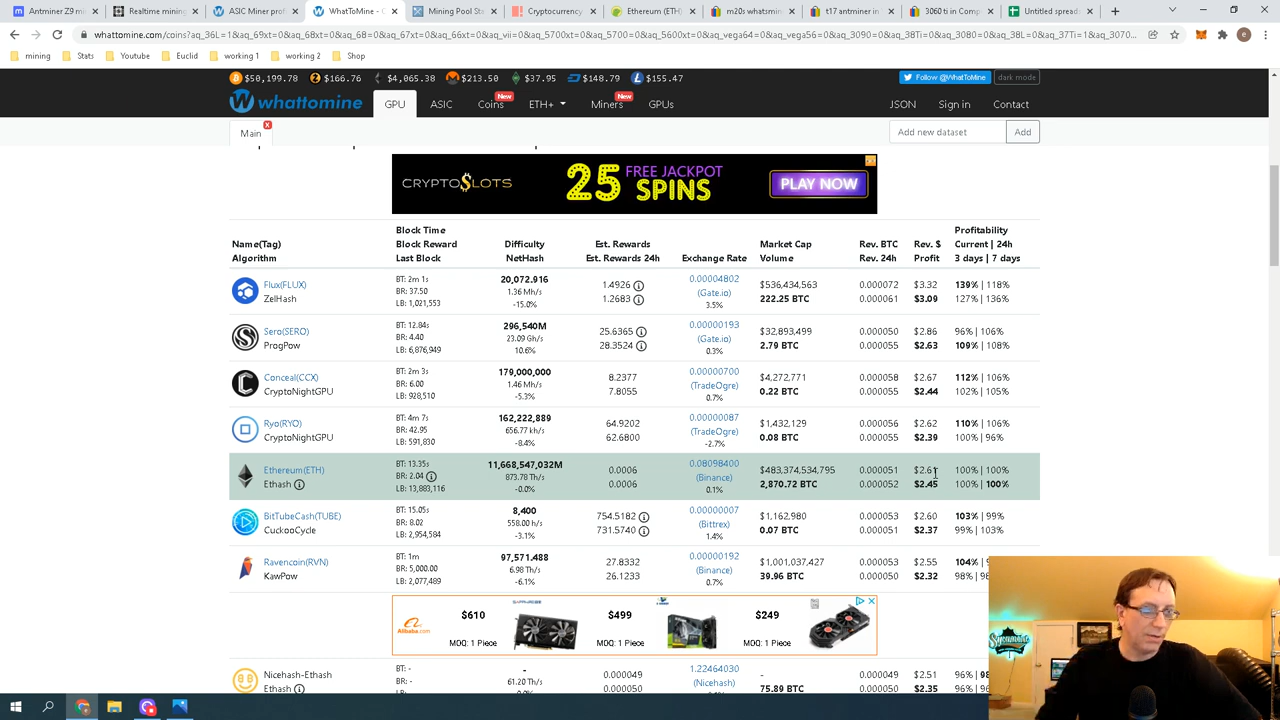 Antminer Z9 mi
Realtime mining
ASIC Miner profi
WhatToMine - C
Mining Pool Sta
Cryptocurrency
Ethereum (ETH)
m20s whatsmin
t17 antminer in
3060 ti in Comp
Untitled spreads
whattomine.com/coins?aq_36L=1&aq_69xt=0&aq_68xt=0&aq_68=0&aq_67xt=0&aq_66xt=0&aq_vii=0&aq_5700xt=0&aq_5700=0&aq_5600xt=0&aq_vega64=0&aq_vega56=0&aq_3090=0&aq_38Ti=0&aq_3080=0&aq_38L=0&aq_37Ti=1&aq_3070...
mining Stats Youtube Euclid working 1 working 2 Shop
$50,199.78 $166.76 $4,065.38 $213.50 $37.95 $148.79 $155.47
Follow @WhatToMine dark mode
whattomine GPU ASIC Coins New ETH+ Miners New GPUs JSON Sign in Contact
Main x Add new dataset Add
CRYPTOSLOTS 25 FREE JACKPOT SPINS PLAY NOW
Name(Tag)
Algorithm
Block Time
Block Reward
Last Block
Difficulty
NetHash
Est. Rewards
Est. Rewards 24h
Exchange Rate
Market Cap
Volume
Rev. BTC
Rev. 24h
Rev. $
Profit
Profitability
Current | 24h
3 days | 7 days
Flux(FLUX)
ZelHash
BT: 2m 1s
BR: 37.50
LB: 1,021,553
20,072.916
1.36 Mh/s
-15.0%
1.4926
1.2683
0.00004802
(Gate.io)
3.5%
$536,434,563
222.25 BTC
0.000072
0.000061
$3.32
$3.09
139% | 118%
127% | 136%
Sero(SERO)
ProgPow
BT: 12.84s
BR: 4.40
LB: 6,876,949
296,540M
23.09 Gh/s
10.6%
25.6365
28.3524
0.00000193
(Gate.io)
0.3%
$32,893,499
2.79 BTC
0.000050
0.000055
$2.86
$2.63
96% | 106%
109% | 108%
Conceal(CCX)
CryptoNightGPU
BT: 2m 3s
BR: 6.00
LB: 928,510
179,000,000
1.46 Mh/s
-5.3%
8.2377
7.8055
0.00000700
(TradeOgre)
0.7%
$4,272,771
0.22 BTC
0.000058
0.000055
$2.67
$2.44
112% | 106%
102% | 105%
Ryo(RYO)
CryptoNightGPU
BT: 4m 7s
BR: 42.95
LB: 591,830
162,222,889
656.77 kh/s
-8.4%
64.9202
62.6800
0.00000087
(TradeOgre)
-2.7%
$1,432,129
0.08 BTC
0.000056
0.000055
$2.62
$2.39
110% | 106%
100% | 96%
Ethereum(ETH)
Ethash
BT: 13.35s
BR: 2.04
LB: 13,883,116
11,668,547,032M
873.78 Th/s
-0.0%
0.0006
0.0006
0.08098400
(Binance)
0.1%
$483,374,534,795
2,870.72 BTC
0.000051
0.000052
$2.61
$2.45
100% | 100%
100% | 100%
BitTubeCash(TUBE)
CuckooCycle
BT: 15.05s
BR: 8.02
LB: 2,954,584
8,400
558.00 h/s
-3.1%
754.5182
731.5740
0.00000007
(Bittrex)
1.4%
$1,162,980
0.07 BTC
0.000053
0.000051
$2.60
$2.37
103% | 99%
99% | 103%
Ravencoin(RVN)
KawPow
BT: 1m
BR: 5,000.00
LB: 2,077,489
97,571.488
6.98 Th/s
-6.1%
27.8332
26.1233
0.00000192
(Binance)
0.7%
$1,001,037,427
39.96 BTC
0.000053
0.000050
$2.55
$2.32
104% |
98% |
Alibaba.com
$610
MOQ: 1 Piece
$499
MOQ: 1 Piece
$249
MOQ: 1 Piece
Nicehash-Ethash
Ethash
BT: -
BR: -
-
61.20 Th/s
0.000049
0.000050
1.22464030
(Nicehash)
-
75.89 BTC
0.000049
0.000050
$2.51
$2.35
96% |
96% |